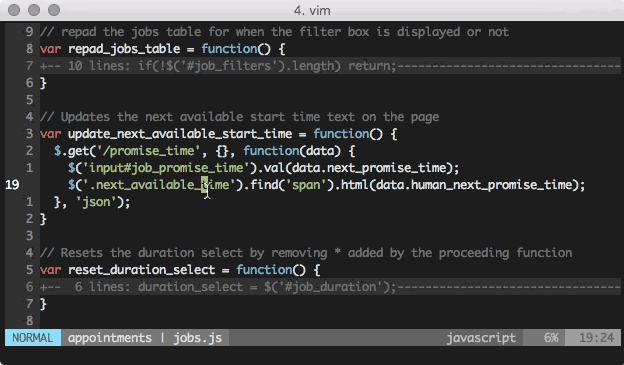 4. vim
9 // repad the jobs table for when the filter box is displayed or not
8 var repad_jobs_table = function() {
7 +-- 10 lines: if(!$('#job_filters').length) return;--------------------------------
6 }
5
4 // Updates the next available start time text on the page
3 var update_next_available_start_time = function() {
2   $.get('/promise_time', {}, function(data) {
1     $('input#job_promise_time').val(data.next_promise_time);
19     $('.next_available_time').find('span').html(data.human_next_promise_time);
1   }, 'json');
2 }
3
4 // Resets the duration select by removing * added by the proceeding function
5 var reset_duration_select = function() {
6 +--  6 lines: duration_select = $('#job_duration');--------------------------------
7 }
8
NORMAL appointments | jobs.js javascript 6% 19:24